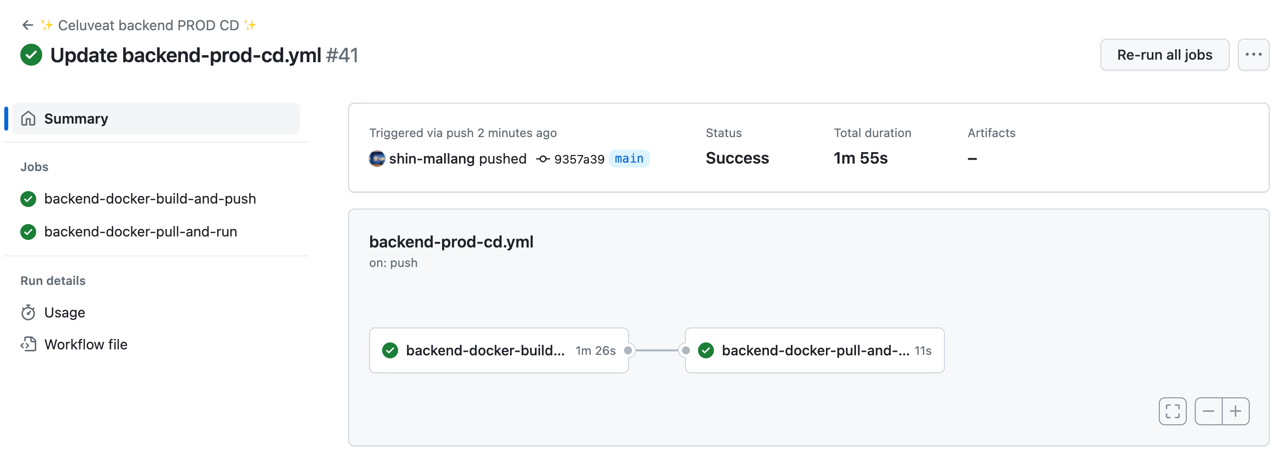 ← ✨ Celuveat backend PROD CD ✨
Update backend-prod-cd.yml #41
Re-run all jobs
...
Summary
Jobs
backend-docker-build-and-push
backend-docker-pull-and-run
Run details
Usage
Workflow file
Triggered via push 2 minutes ago
shin-mallang pushed 9357a39 main
Status
Success
Total duration
1m 55s
Artifacts
–
backend-prod-cd.yml
on: push
backend-docker-build... 1m 26s
backend-docker-pull-and-... 11s